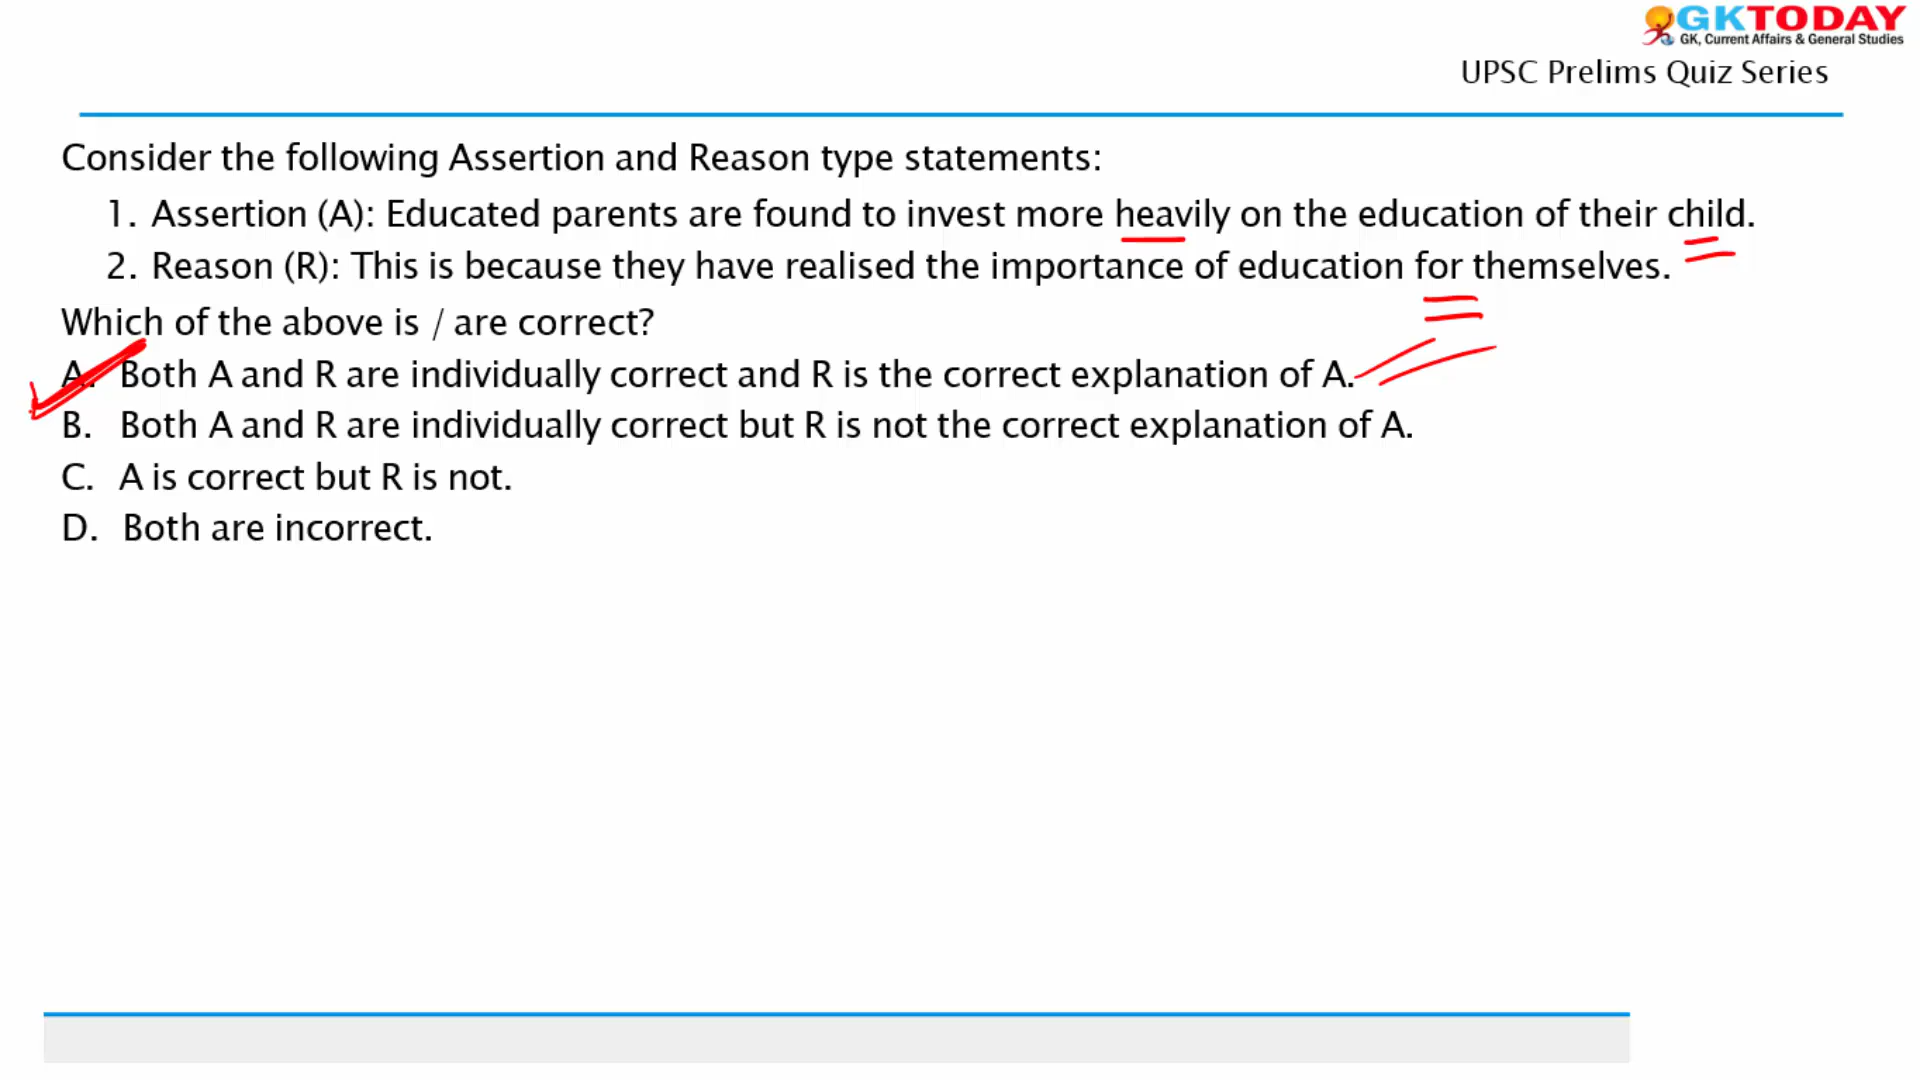 GKTODAY
GK, Current Affairs & General Studies
UPSC Prelims Quiz Series
Consider the following Assertion and Reason type statements:
1. Assertion (A): Educated parents are found to invest more heavily on the education of their child.
2. Reason (R): This is because they have realised the importance of education for themselves.
Which of the above is / are correct?
A. Both A and R are individually correct and R is the correct explanation of A.
B. Both A and R are individually correct but R is not the correct explanation of A.
C. A is correct but R is not.
D. Both are incorrect.